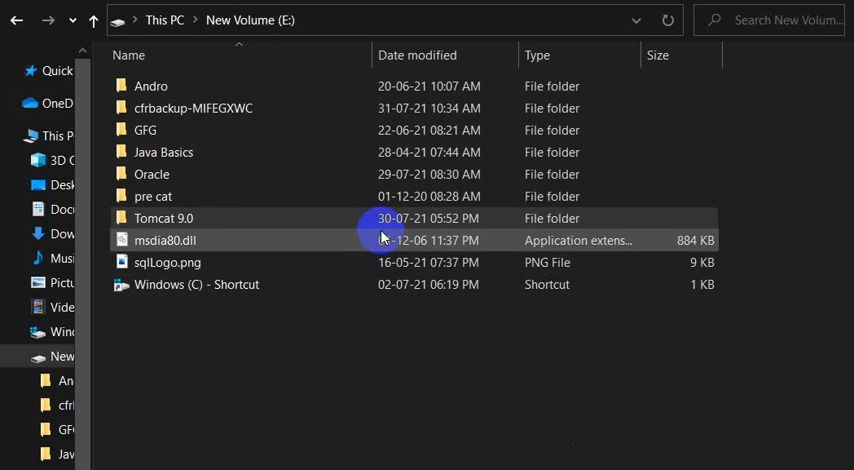 This PC New Volume (E:) Search New Volum...
Name Date modified Type Size
Quick
OneD
This P
3D
Desk
Doc
Dow
Mus
Pict
Vide
Wind
New
An
cfr
GF
Jav
Andro 20-06-21 10:07 AM File folder
cfrbackup-MIFEGXWC 31-07-21 10:34 AM File folder
GFG 22-06-21 08:21 AM File folder
Java Basics 28-04-21 07:44 AM File folder
Oracle 29-07-21 08:30 AM File folder
pre cat 01-12-20 08:28 AM File folder
Tomcat 9.0 30-07-21 05:52 PM File folder
msdia80.dll 11:37 PM Application extens... 884 KB
sqlLogo.png 16-05-21 07:37 PM PNG File 9 KB
Windows (C) - Shortcut 02-07-21 06:19 PM Shortcut 1 KB